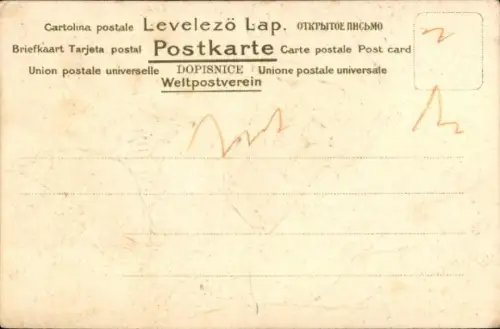 Cartolina postale Levelező Lap. ОТКРЫТОЕ ПИСЬМО
Briefkaart Tarjeta postal Postkarte Carte postale Post card
Union postale universelle DOPISNICE Unione postale universale
Weltpostverein